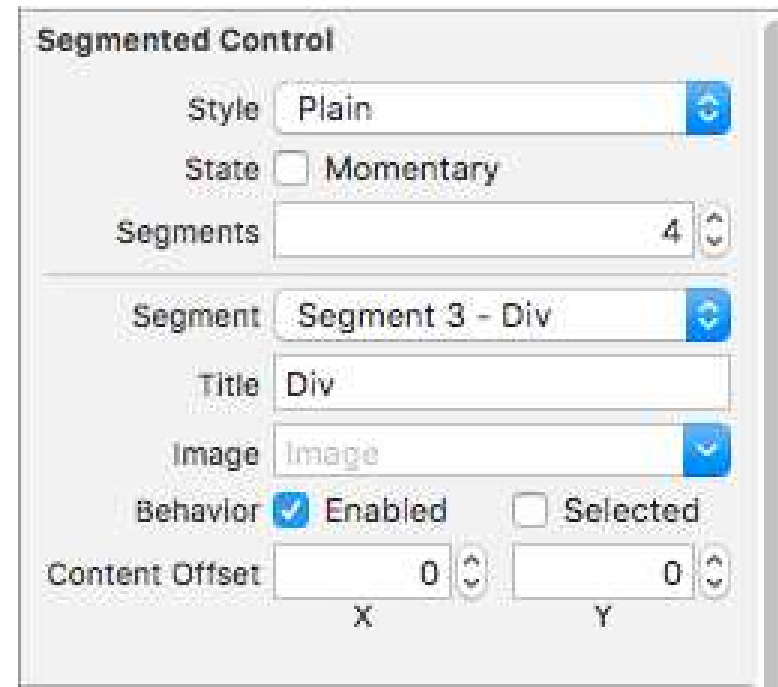 Segmented Control
Style Plain
State Momentary
Segments 4
Segment Segment 3 - Div
Title Div
Image Image
Behavior Enabled Selected
Content Offset 0 0
X Y